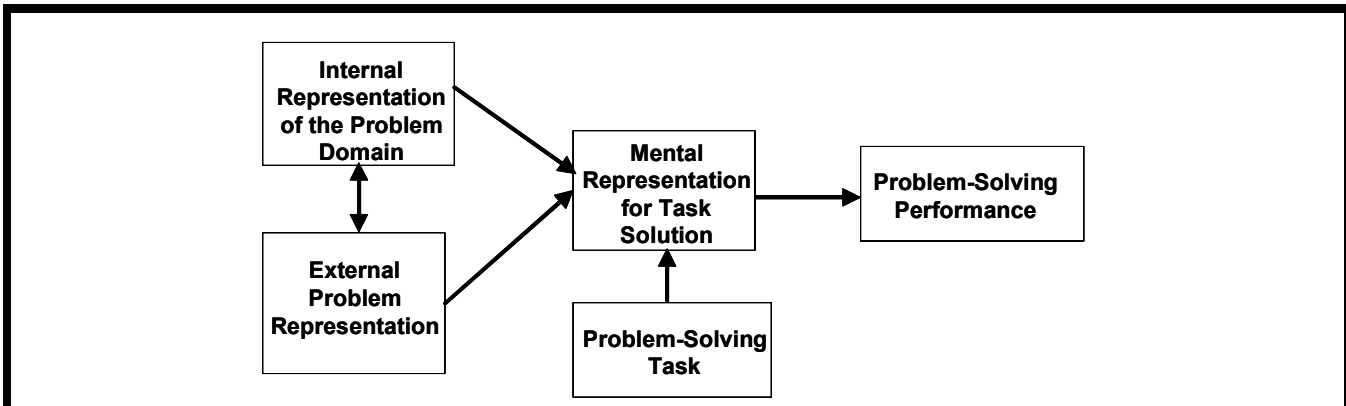 Internal
Representation
of the Problem
Domain
External
Problem
Representation
Mental
Representation
for Task
Solution
Problem-Solving
Task
Problem-Solving
Performance